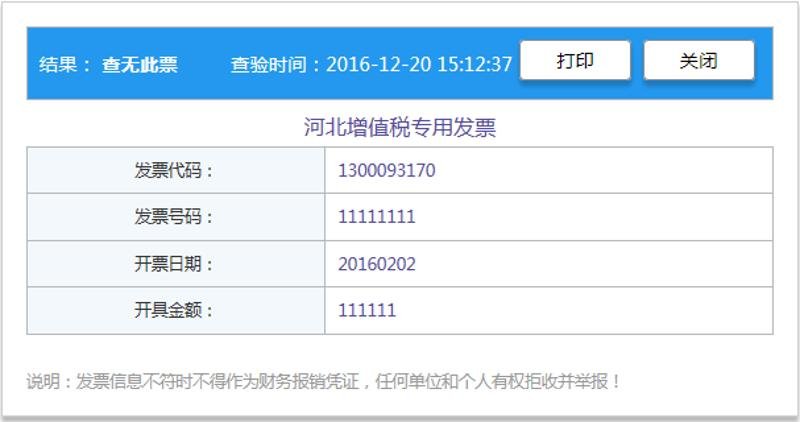 结果： 查无此票 查验时间：2016-12-20 15:12:37 打印 关闭
河北增值税专用发票
发票代码： 1300093170
发票号码： 11111111
开票日期： 20160202
开具金额： 111111
说明：发票信息不符时不得作为财务报销凭证，任何单位和个人有权拒收并举报！